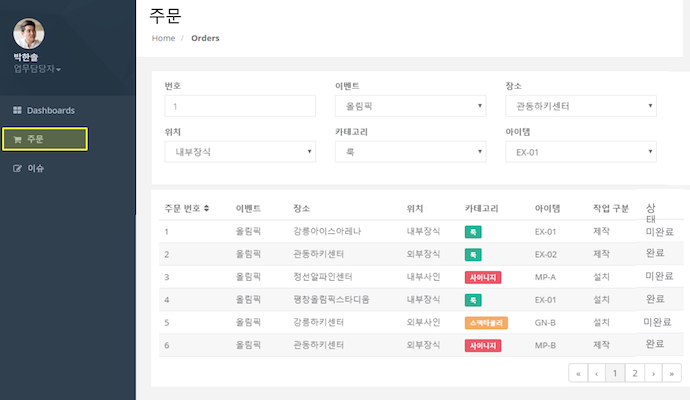 박한솔
업무담당자
Dashboards
주문
이슈
주문
Home / Orders
번호 이벤트 장소
1 올림픽 관동하키센터
위치 카테고리 아이템
내부장식 룩 EX-01
주문 번호 이벤트 장소 위치 카테고리 아이템 작업 구분 상태
1 올림픽 강릉아이스아레나 내부장식 룩 EX-01 제작 미완료
2 올림픽 관동하키센터 외부장식 룩 EX-02 제작 완료
3 올림픽 정선알파인센터 내부사인 사이니지 MP-A 설치 미완료
4 올림픽 평창올림픽스타디움 내부장식 룩 EX-01 설치 완료
5 올림픽 강릉하키센터 외부사인 스펙타큘러 GN-B 설치 미완료
6 올림픽 관동하키센터 외부장식 사이니지 MP-B 제작 완료
« ‹ 1 2 › »